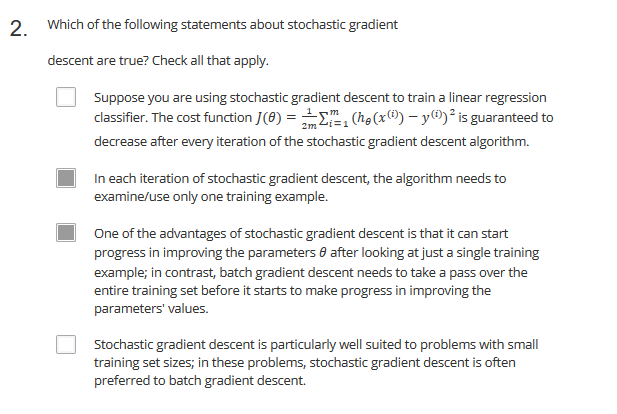 2. Which of the following statements about stochastic gradient
descent are true? Check all that apply.
Suppose you are using stochastic gradient descent to train a linear regression
classifier. The cost function J(θ) = 1/2m ∑ᵐᵢ₌₁ (hθ(x⁽ⁱ⁾) − y⁽ⁱ⁾)² is guaranteed to
decrease after every iteration of the stochastic gradient descent algorithm.
In each iteration of stochastic gradient descent, the algorithm needs to
examine/use only one training example.
One of the advantages of stochastic gradient descent is that it can start
progress in improving the parameters θ after looking at just a single training
example; in contrast, batch gradient descent needs to take a pass over the
entire training set before it starts to make progress in improving the
parameters' values.
Stochastic gradient descent is particularly well suited to problems with small
training set sizes; in these problems, stochastic gradient descent is often
preferred to batch gradient descent.